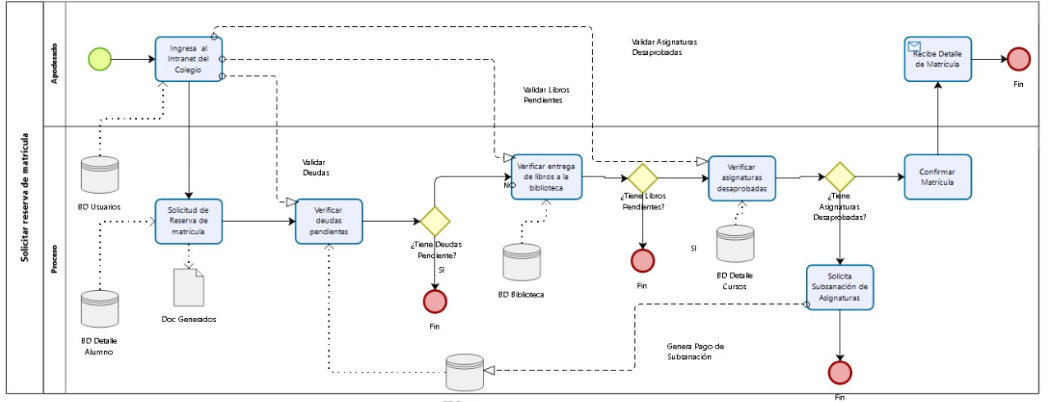 Solicitar reserva de matrícula
Apoderado
Ingresa al
Intranet del
Colegio
Validar Asignaturas
Desaprobadas
Recibe Detalle
de Matrícula
Fin
Validar Libros
Pendientes
Proceso
BD Usuarios
Validar
Deudas
Verificar entrega
de libros a la
biblioteca
NO
Verificar
asignaturas
desaprobadas
Confirmar
Matrícula
Solicitud de
Reserva de
matrícula
Verificar
deudas
pendientes
¿Tiene Deudas
Pendiente?
SI
¿Tiene Libros
Pendientes?
SI
¿Tiene
Asignaturas
Desaprobadas?
BD Detalle
Alumno
Doc Generados
Fin
BD Biblioteca
Fin
BD Detalle
Cursos
Solicita
Subsanación de
Asignaturas
Genera Pago de
Subsanación
Fin